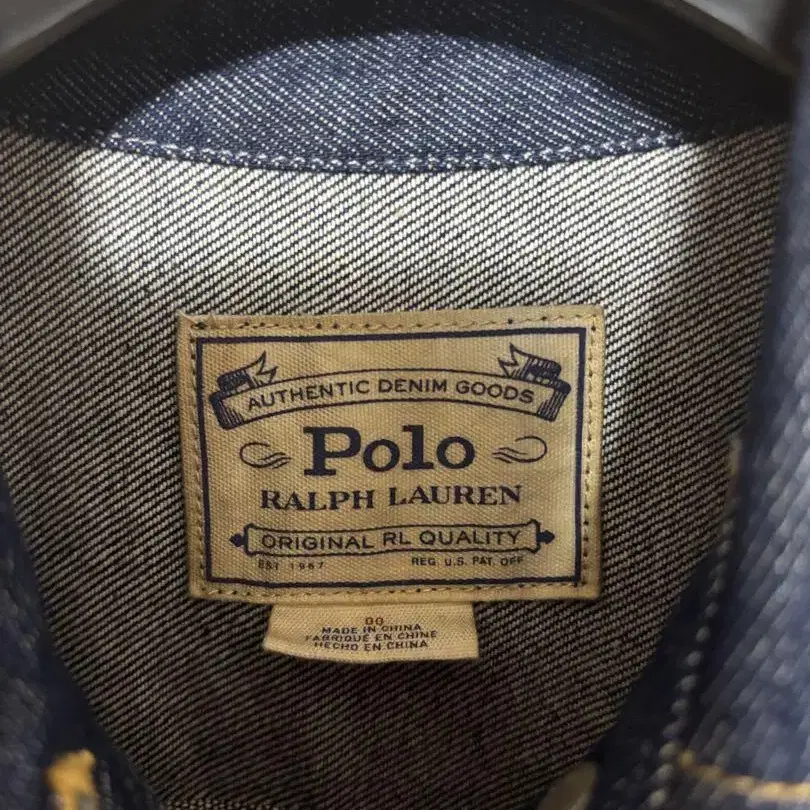 AUTHENTIC DENIM GOODS
Polo
RALPH LAUREN
ORIGINAL RL QUALITY
EST 1967 REG. U.S. PAT. OFF
00
MADE IN CHINA
FABRIQUÉ EN CHINE
HECHO EN CHINA